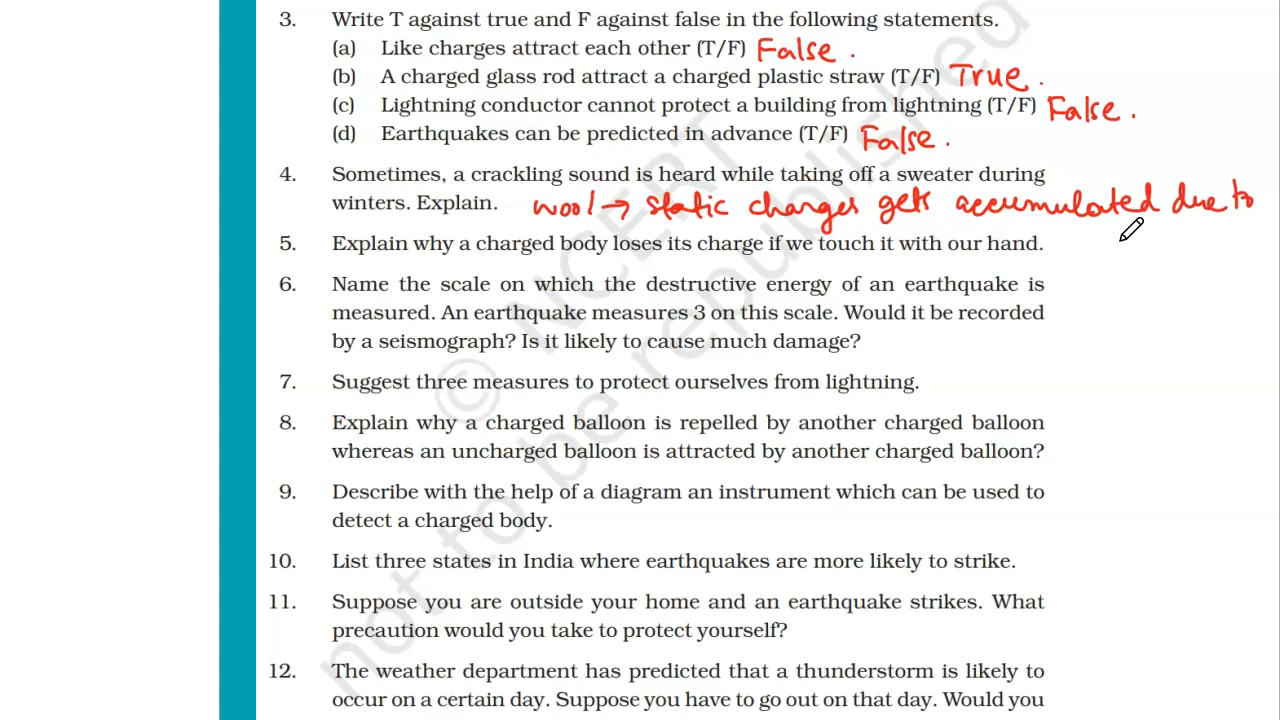 3. Write T against true and F against false in the following statements.
(a) Like charges attract each other (T/F) False.
(b) A charged glass rod attract a charged plastic straw (T/F) True.
(c) Lightning conductor cannot protect a building from lightning (T/F) False.
(d) Earthquakes can be predicted in advance (T/F) False.
4. Sometimes, a crackling sound is heard while taking off a sweater during
winters. Explain. wool → static charges gets accumulated due to
5. Explain why a charged body loses its charge if we touch it with our hand.
6. Name the scale on which the destructive energy of an earthquake is
measured. An earthquake measures 3 on this scale. Would it be recorded
by a seismograph? Is it likely to cause much damage?
7. Suggest three measures to protect ourselves from lightning.
8. Explain why a charged balloon is repelled by another charged balloon
whereas an uncharged balloon is attracted by another charged balloon?
9. Describe with the help of a diagram an instrument which can be used to
detect a charged body.
10. List three states in India where earthquakes are more likely to strike.
11. Suppose you are outside your home and an earthquake strikes. What
precaution would you take to protect yourself?
12. The weather department has predicted that a thunderstorm is likely to
occur on a certain day. Suppose you have to go out on that day. Would you
© NCERT
not to be republished